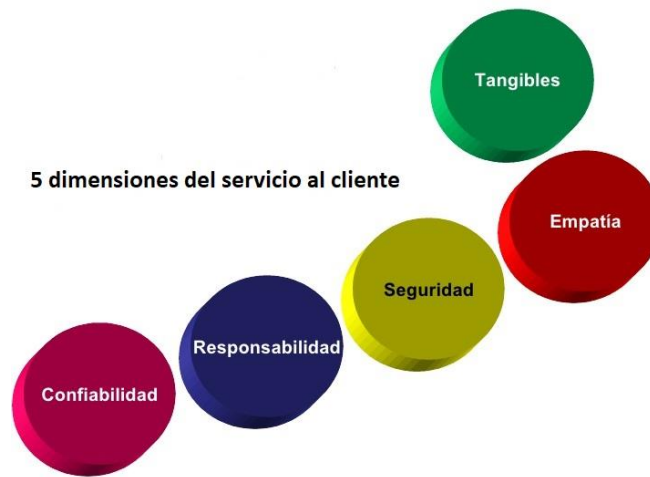 Tangibles
5 dimensiones del servicio al cliente
Empatía
Seguridad
Responsabilidad
Confiabilidad